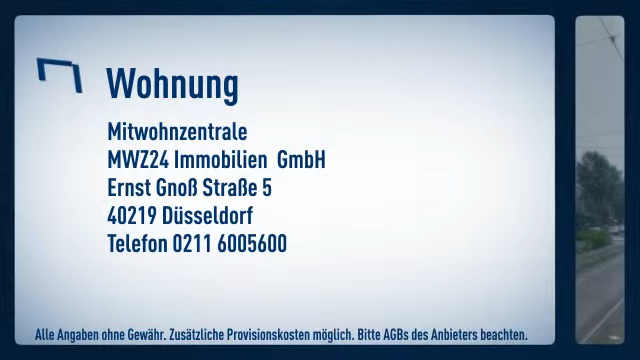 Wohnung
Mitwohnzentrale
MWZ24 Immobilien GmbH
Ernst Gnoß Straße 5
40219 Düsseldorf
Telefon 0211 6005600
Alle Angaben ohne Gewähr. Zusätzliche Provisionskosten möglich. Bitte AGBs des Anbieters beachten.